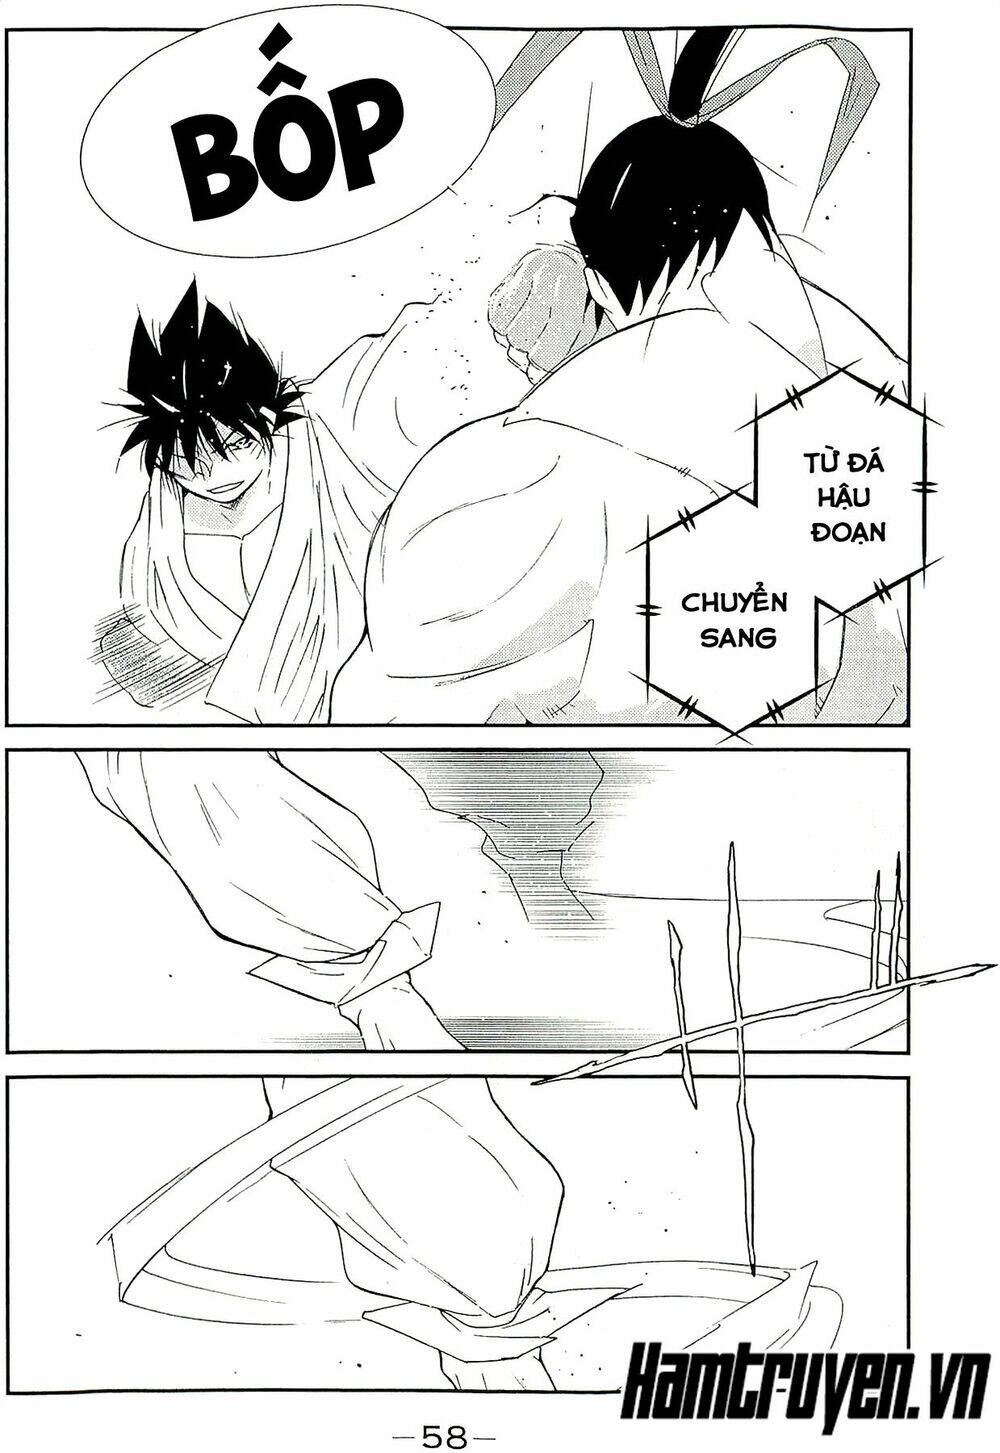 BỐP
TỪ ĐÁ
HẬU
ĐOẠN
CHUYỂN
SANG
Hamtruyen.vn
-58-